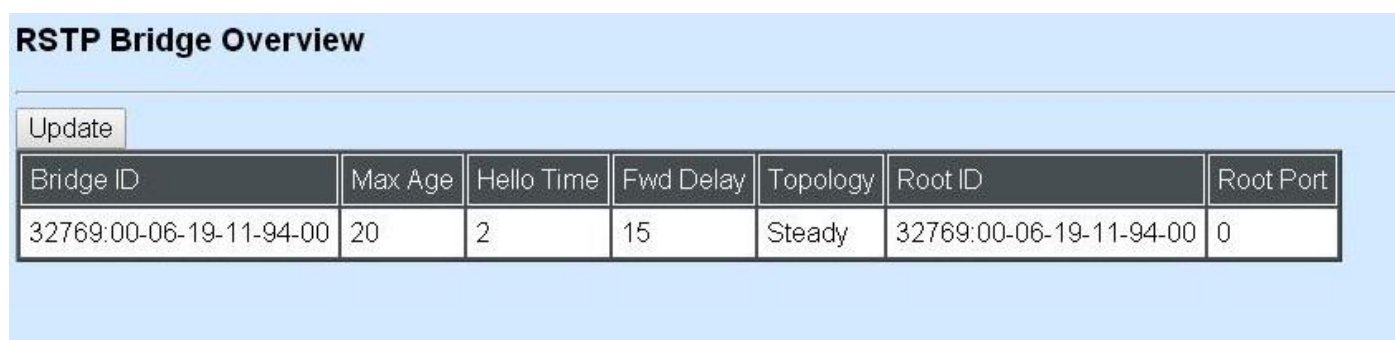 RSTP Bridge Overview
Update
Bridge ID Max Age Hello Time Fwd Delay Topology Root ID Root Port
32769:00-06-19-11-94-00 20 2 15 Steady 32769:00-06-19-11-94-00 0